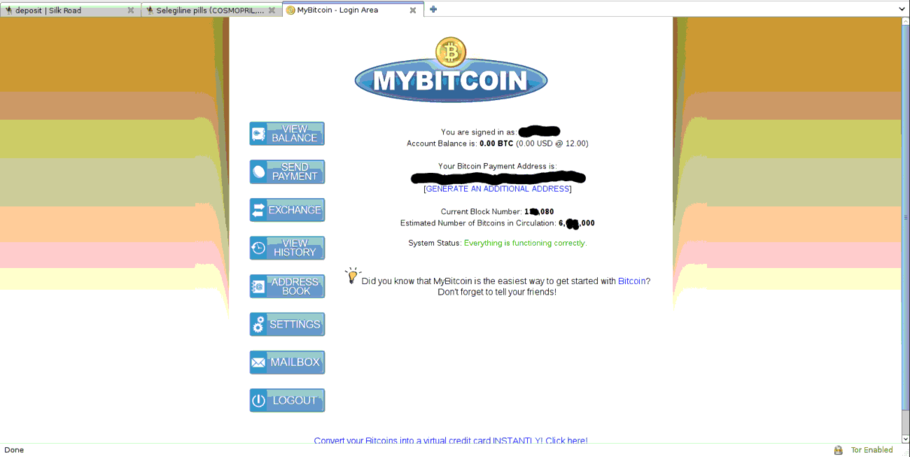 deposit | Silk Road
Selegiline pills (COSMOPRIL....
MyBitcoin - Login Area
MYBITCOIN
VIEW
BALANCE
SEND
PAYMENT
EXCHANGE
VIEW
HISTORY
ADDRESS
BOOK
SETTINGS
MAILBOX
LOGOUT
You are signed in as:
Account Balance is: 0.00 BTC (0.00 USD @ 12.00)
Your Bitcoin Payment Address is:
[GENERATE AN ADDITIONAL ADDRESS]
Current Block Number: 1 ,080
Estimated Number of Bitcoins in Circulation: 6, ,000
System Status: Everything is functioning correctly.
Did you know that MyBitcoin is the easiest way to get started with Bitcoin?
Don't forget to tell your friends!
Convert your Bitcoins into a virtual credit card INSTANTLY! Click here!
Done
Tor Enabled